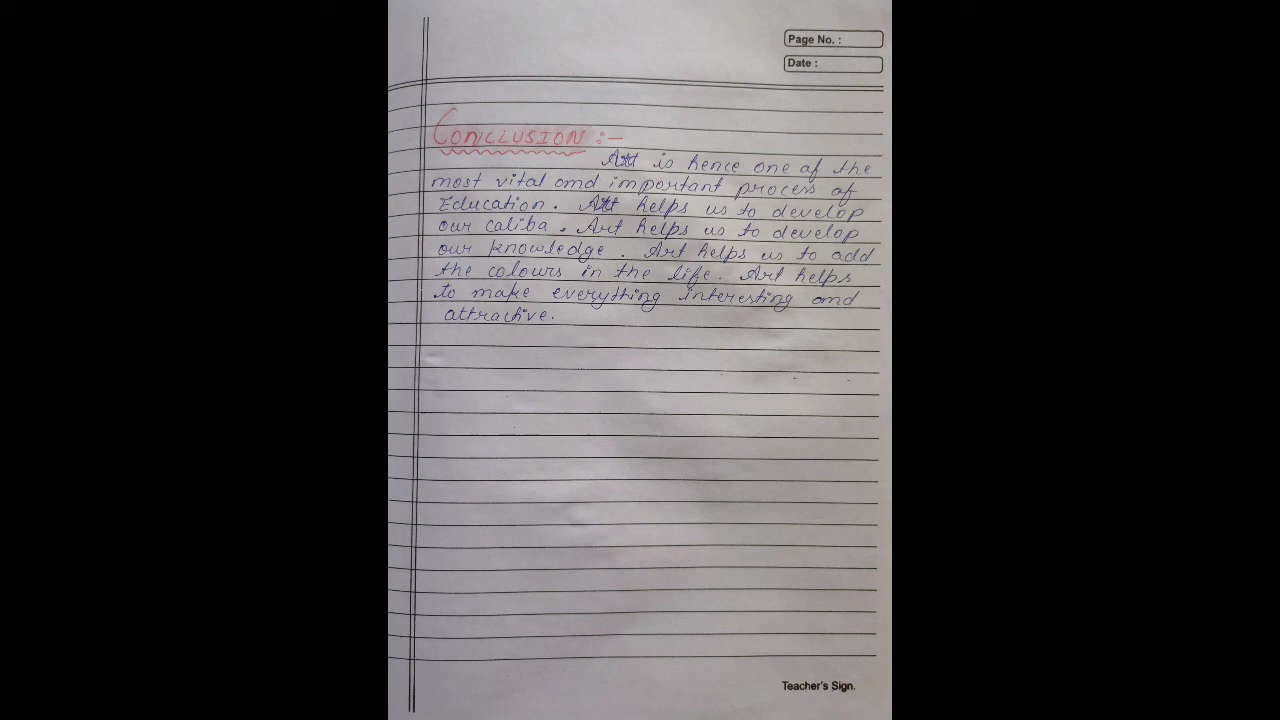 Page No. :
Date :
CONCLUSION :-
Art is hence one of the
most vital and important process of
Education. Art helps us to develop
our caliba. Art helps us to develop
our knowledge. Art helps us to add
the colours in the life. Art helps
to make everything interesting and
attractive.
Teacher's Sign.